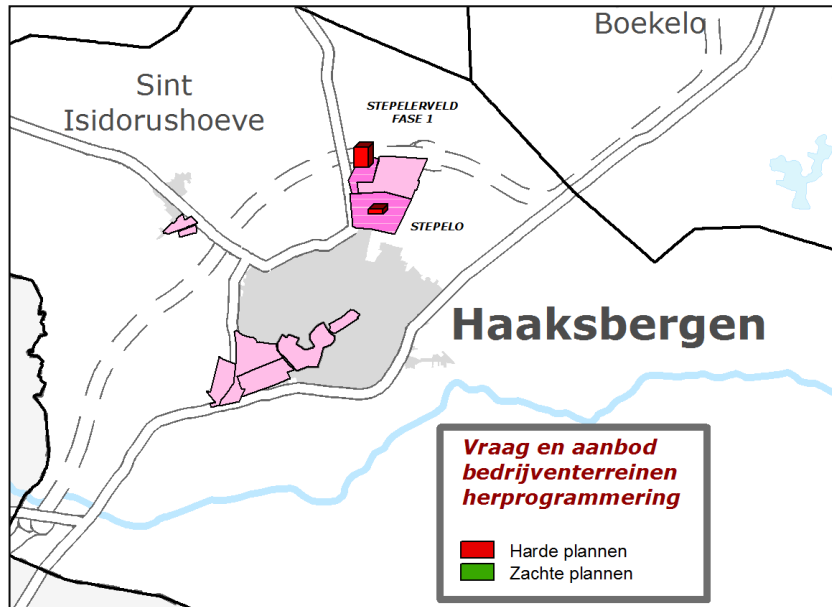 Boekelo
Sint
Isidorushoeve
STEPELERVELD
FASE 1
STEPELO
Haaksbergen
Vraag en aanbod
bedrijventerreinen
herprogrammering
Harde plannen
Zachte plannen